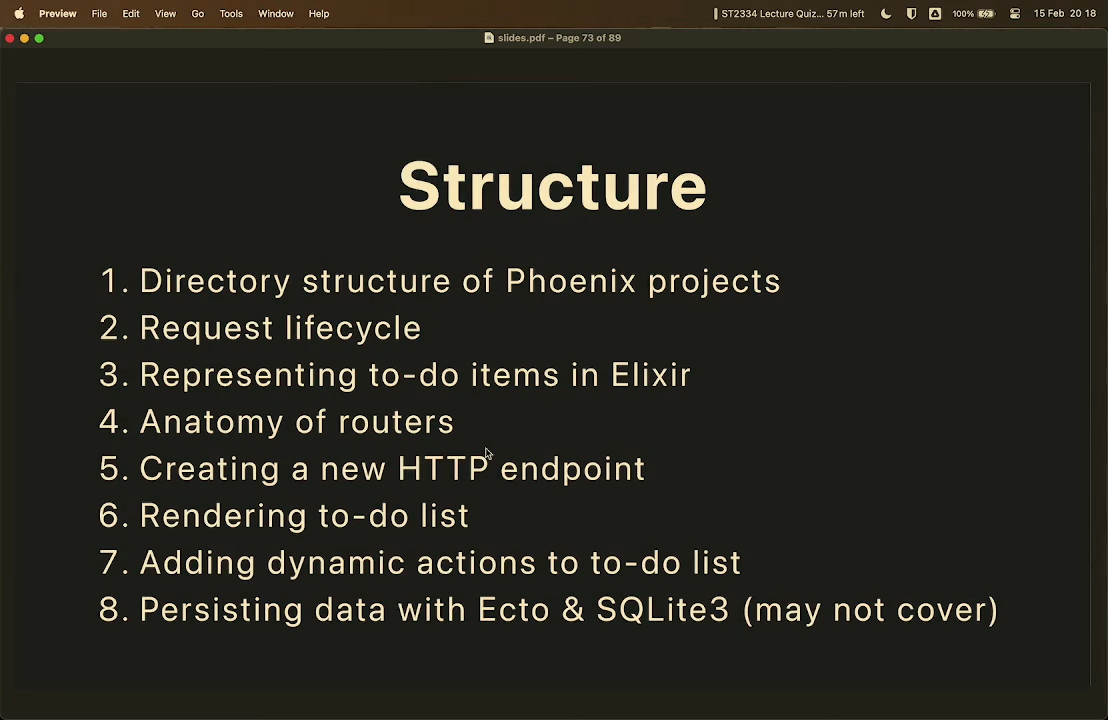 Preview File Edit View Go Tools Window Help ST2334 Lecture Quiz... 57 m left 100% 15 Feb 20 18
slides.pdf – Page 73 of 89
Structure
1. Directory structure of Phoenix projects
2. Request lifecycle
3. Representing to-do items in Elixir
4. Anatomy of routers
5. Creating a new HTTP endpoint
6. Rendering to-do list
7. Adding dynamic actions to to-do list
8. Persisting data with Ecto & SQLite3 (may not cover)